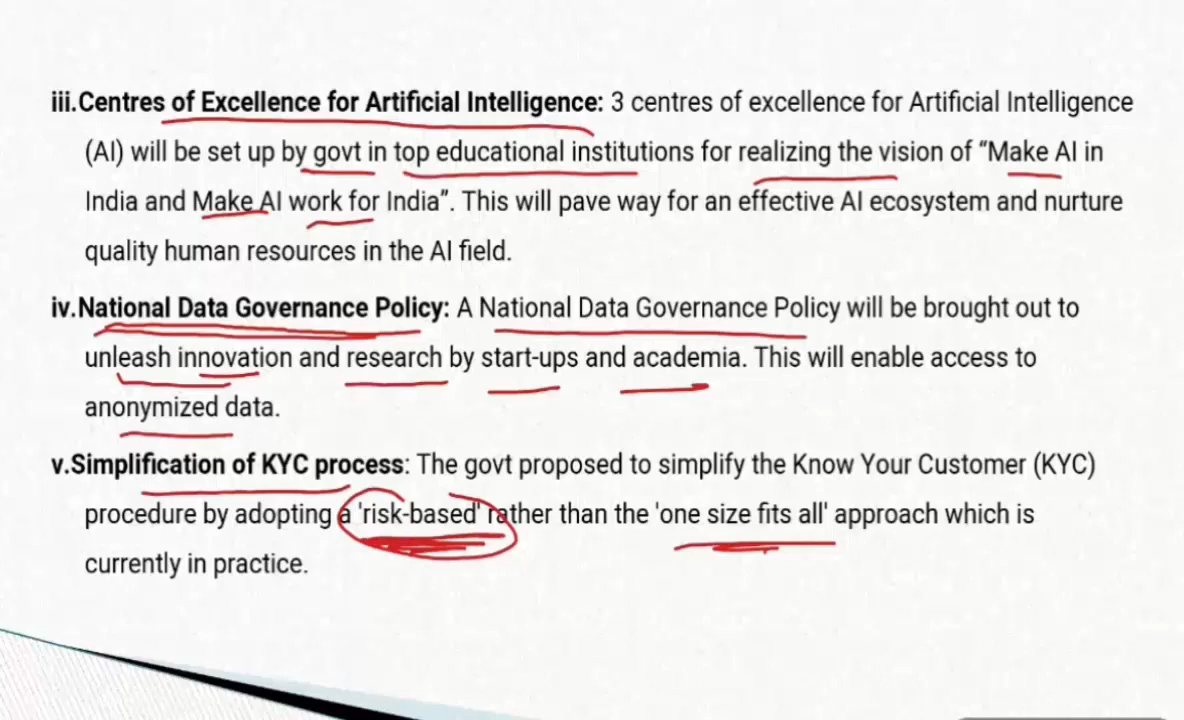 iii.Centres of Excellence for Artificial Intelligence: 3 centres of excellence for Artificial Intelligence
(AI) will be set up by govt in top educational institutions for realizing the vision of “Make AI in
India and Make AI work for India”. This will pave way for an effective AI ecosystem and nurture
quality human resources in the AI field.
iv.National Data Governance Policy: A National Data Governance Policy will be brought out to
unleash innovation and research by start-ups and academia. This will enable access to
anonymized data.
v.Simplification of KYC process: The govt proposed to simplify the Know Your Customer (KYC)
procedure by adopting a 'risk-based' rather than the 'one size fits all' approach which is
currently in practice.